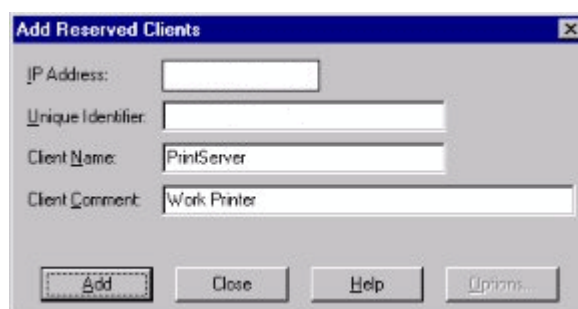 Add Reserved Clients
IP Address:
Unique Identifier:
Client Name: PrintServer
Client Comment: Work Printer
Add Close Help Options...